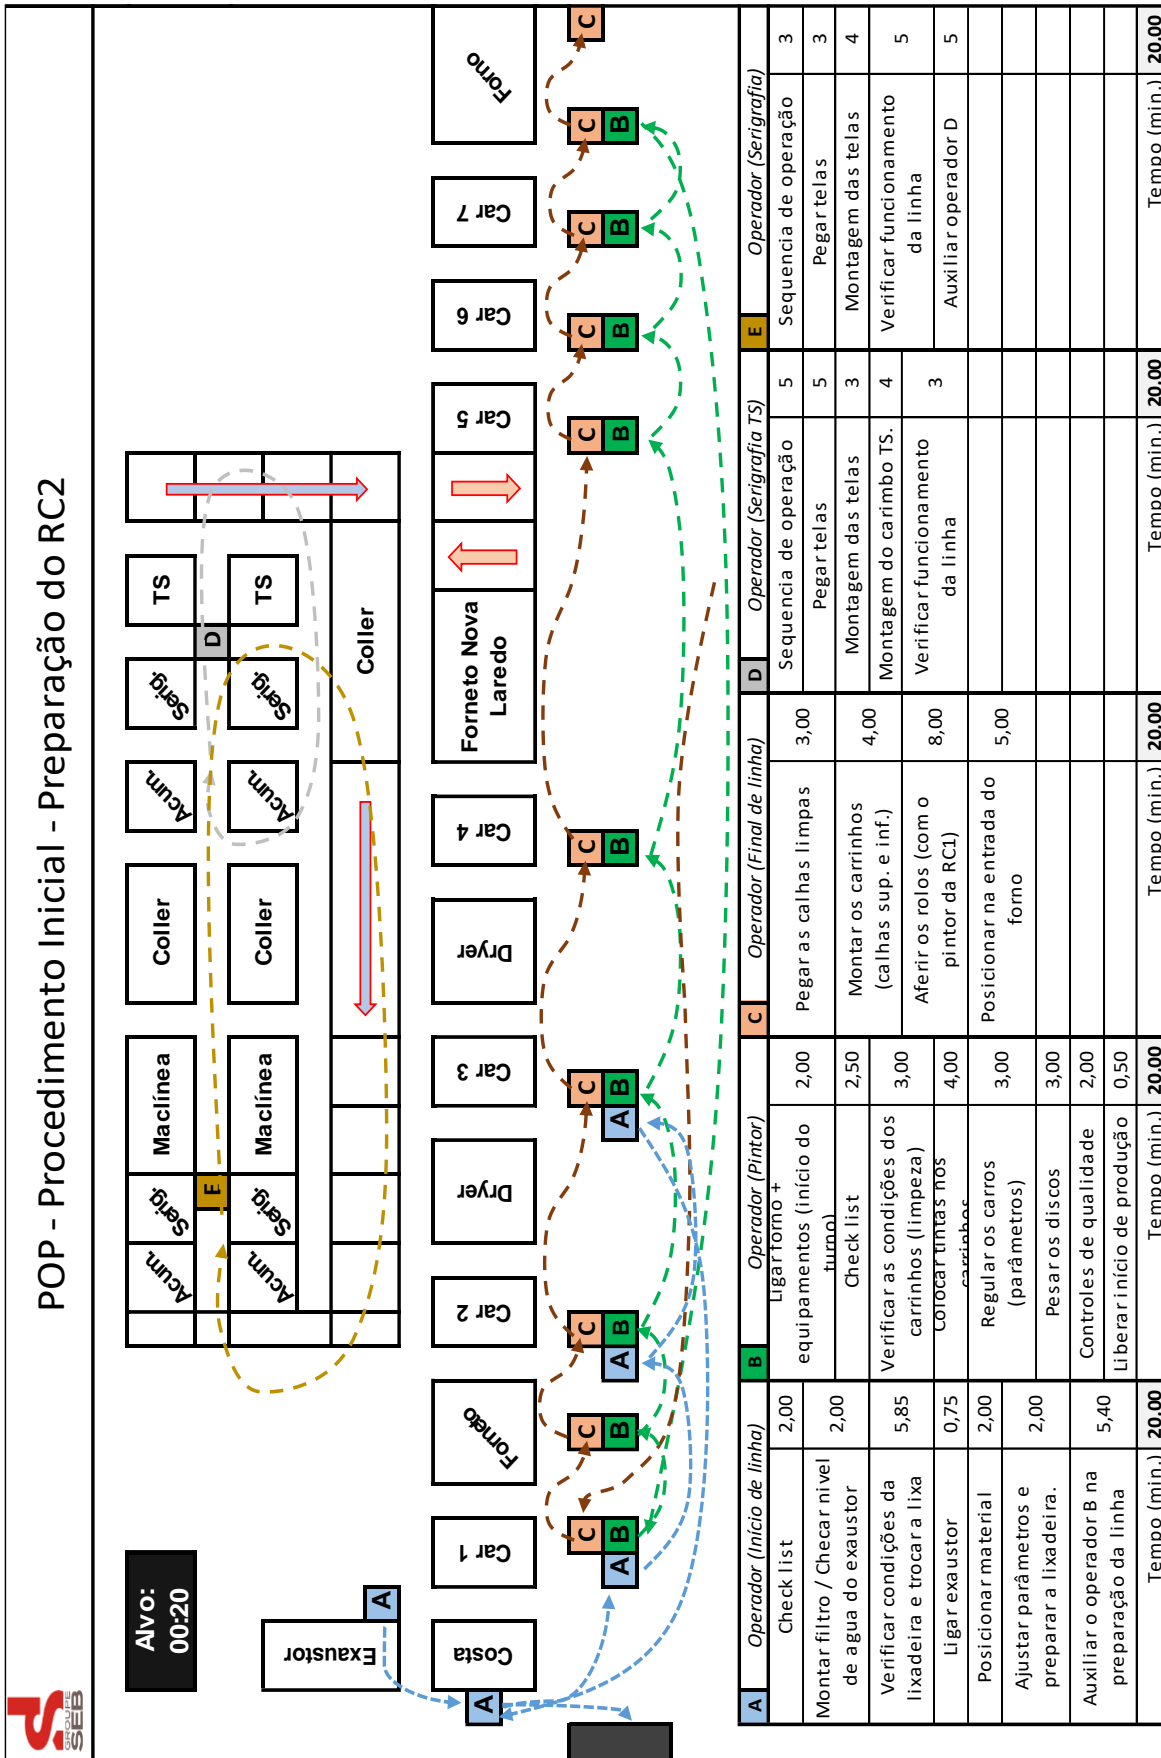 GROUPE
SEB
POP - Procedimento Inicial - Preparação do RC2
Alvo:
00:20
Acum.
Serig.
Maclínea
Coller
Acum.
Serig.
TS
E
D
Acum.
Serig.
Maclínea
Coller
Acum.
Serig.
TS
Coller
Exaustor
A
Costa
Car 1
Forneto
Car 2
Dryer
Car 3
Dryer
Car 4
Forneto Nova
Laredo
Car 5
Car 6
Car 7
Forno
A
C
C
C
C
C
C
C
C
C
C
A
B
B
A
B
A
B
B
B
B
B
B
A
Operador (Início de linha)
Check list
2,00
Montar filtro / Checar nivel
de agua do exaustor
2,00
Verificar condições da
lixadeira e trocar a lixa
5,85
Ligar exaustor
0,75
Posicionar material
2,00
Ajustar parâmetros e
preparar a lixadeira.
2,00
Auxiliar o operador B na
preparação da linha
5,40
Tempo (min.)
20.00
B
Operador (Pintor)
Ligar forno +
equipamentos (início do
turno)
2,00
Check list
2,50
Verificar as condições dos
carrinhos (limpeza)
3,00
Colocar tintas nos
carrinhos
4,00
Regular os carros
(parâmetros)
3,00
Pesar os discos
3,00
Controles de qualidade
2,00
Liberar início de produção
0,50
Tempo (min.)
20.00
C
Operador (Final de linha)
Pegar as calhas limpas
3,00
Montar os carrinhos
(calhas sup. e inf.)
4,00
Aferir os rolos (com o
pintor da RC1)
8,00
Posicionar na entrada do
forno
5,00
Tempo (min.)
20.00
D
Operador (Serigrafia TS)
Sequencia de operação
5
Pegar telas
5
Montagem das telas
3
Montagem do carimbo TS.
4
Verificar funcionamento
da linha
3
Tempo (min.)
20.00
E
Operador (Serigrafia)
Sequencia de operação
3
Pegar telas
3
Montagem das telas
4
Verificar funcionamento
da linha
5
Auxiliar operador D
5
Tempo (min.)
20.00